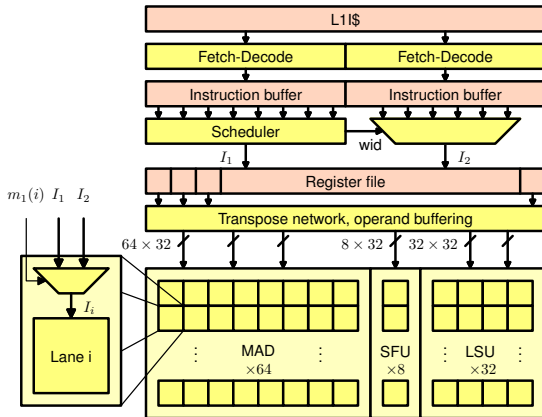 L1I$
Fetch-Decode Fetch-Decode
Instruction buffer Instruction buffer
Scheduler
wid
I₁ I₂
Register file
m₁(i) I₁ I₂
Transpose network, operand buffering
64 × 32 8 × 32 32 × 32
I_i
Lane i
⋮ MAD ⋮ SFU ⋮ LSU ⋮
×64 ×8 ×32